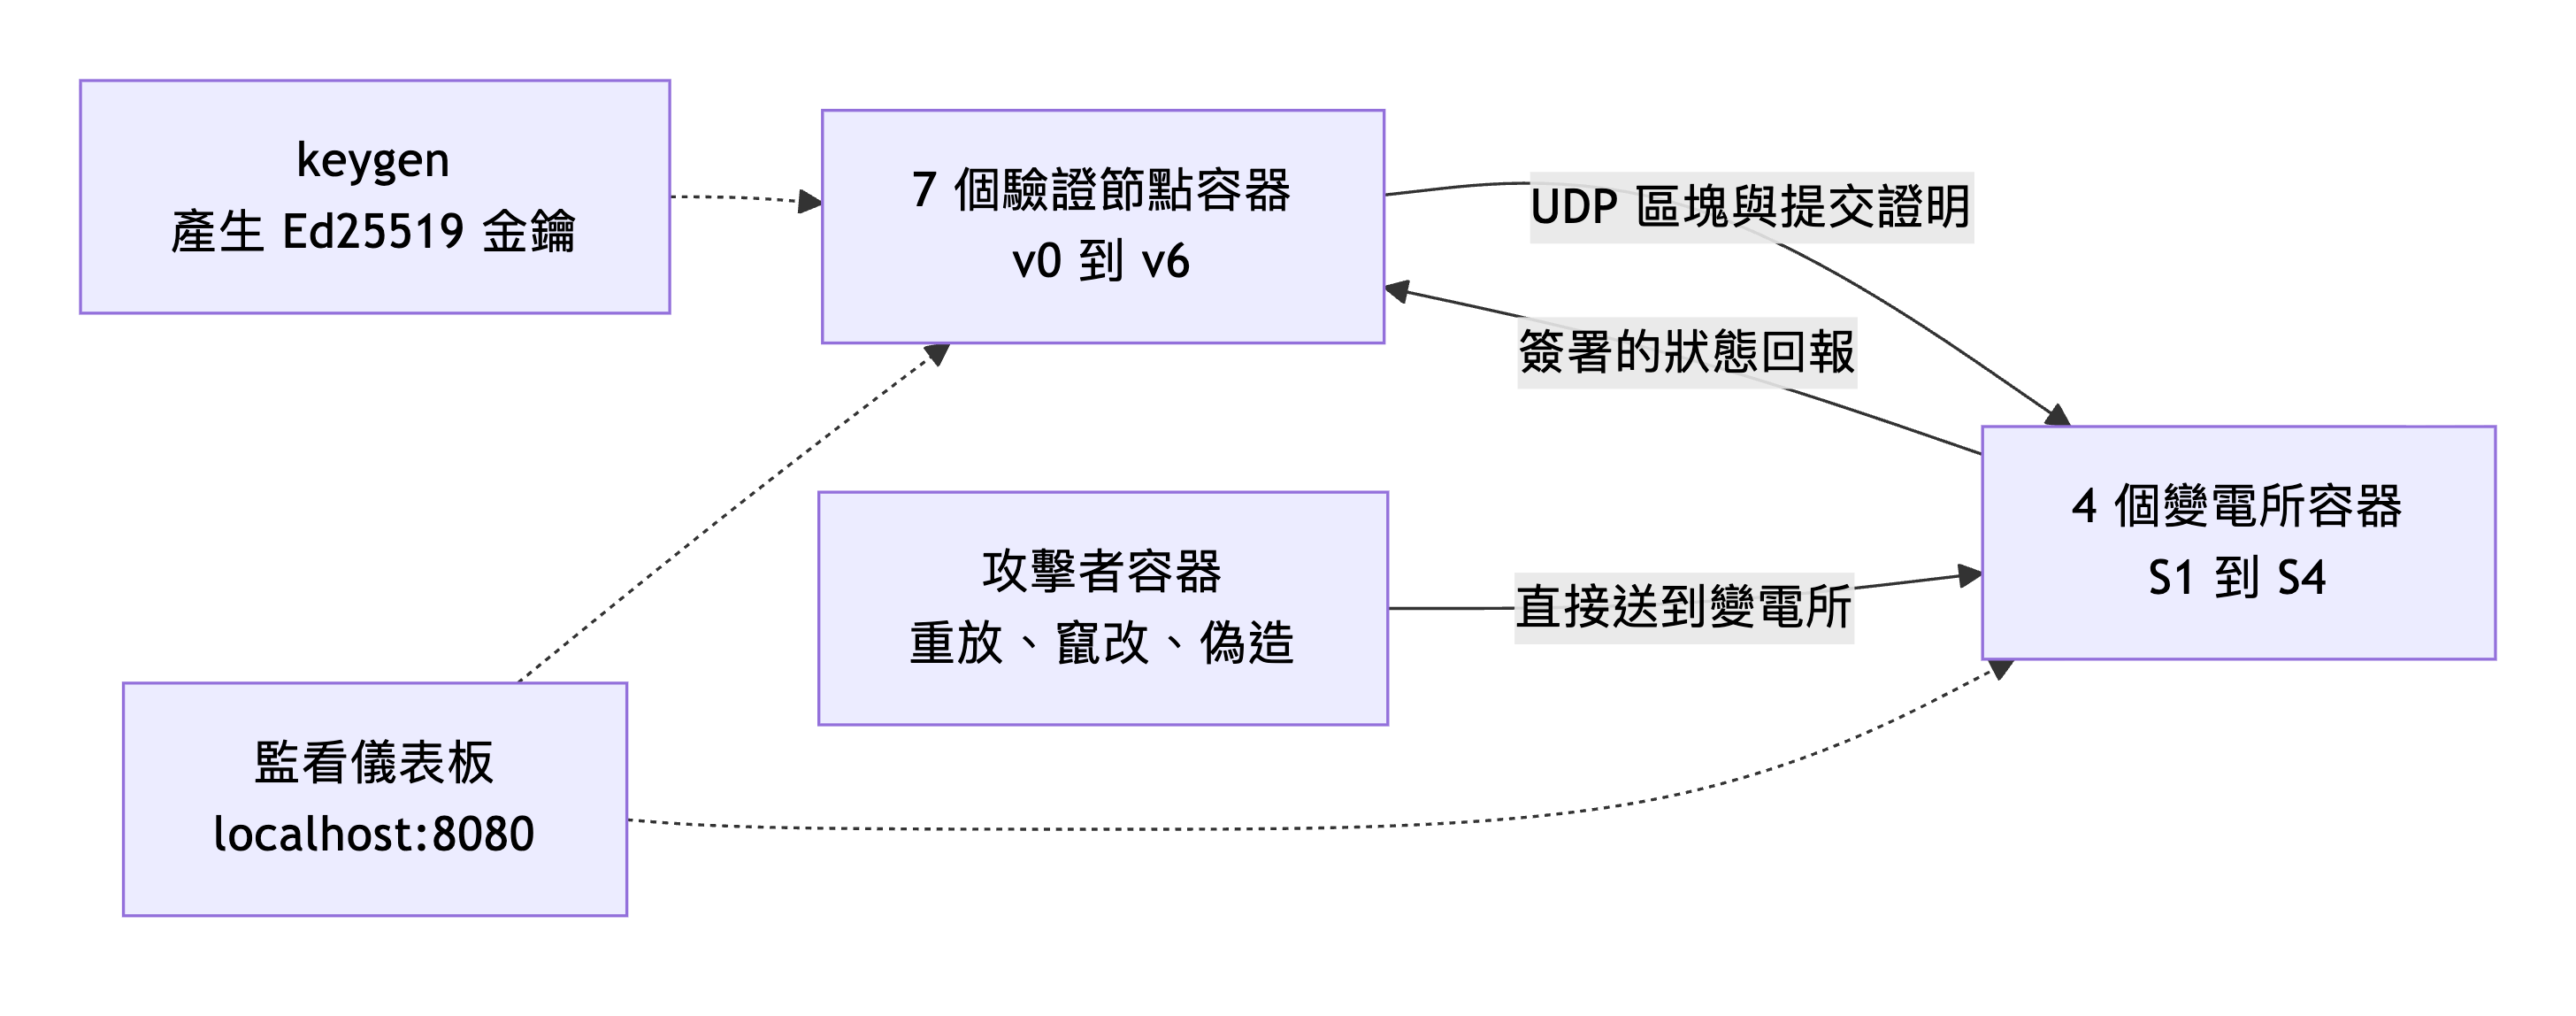 keygen
產生 Ed25519 金鑰
7 個驗證節點容器
v0 到 v6
UDP 區塊與提交證明
簽署的狀態回報
4 個變電所容器
S1 到 S4
攻擊者容器
重放、竄改、偽造
直接送到變電所
監看儀表板
localhost:8080